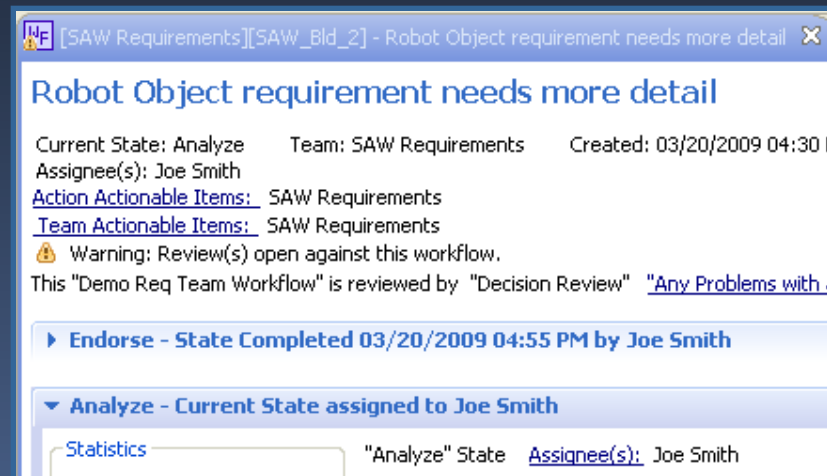 [SAW Requirements][SAW_Bld_2] - Robot Object requirement needs more detail
Robot Object requirement needs more detail
Current State: Analyze Team: SAW Requirements Created: 03/20/2009 04:30
Assignee(s): Joe Smith
Action Actionable Items: SAW Requirements
Team Actionable Items: SAW Requirements
Warning: Review(s) open against this workflow.
This "Demo Req Team Workflow" is reviewed by "Decision Review" "Any Problems with
Endorse - State Completed 03/20/2009 04:55 PM by Joe Smith
Analyze - Current State assigned to Joe Smith
Statistics "Analyze" State Assignee(s): Joe Smith